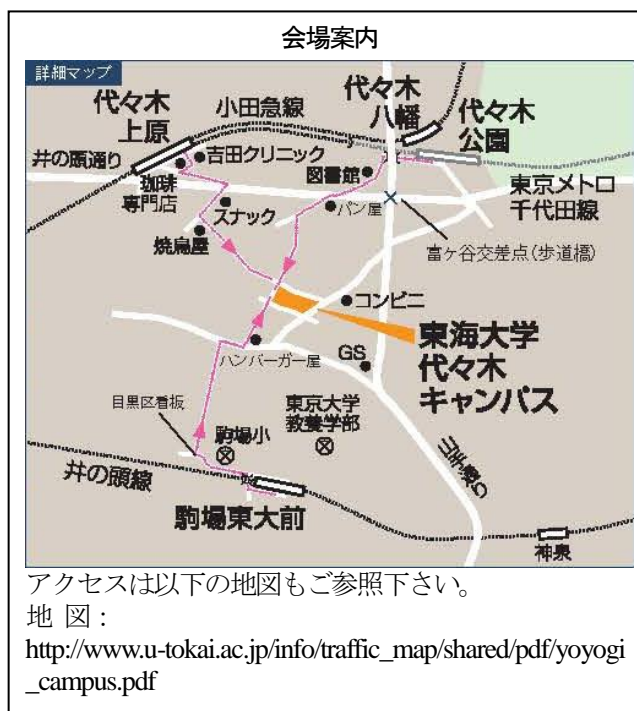 会場案内
詳細マップ
代々木
上原
小田急線
代々木
八幡
代々木
公園
井の頭通り
吉田クリニック
珈琲
専門店
図書館
スナック
パン屋
東京メトロ
千代田線
焼鳥屋
富ヶ谷交差点(歩道橋)
コンビニ
東海大学
代々木
キャンパス
ハンバーガー屋
GS
目黒区看板
駒場小
東京大学
教養学部
山手通り
井の頭線
駒場東大前
神泉
アクセスは以下の地図もご参照下さい。
地 図：
http://www.u-tokai.ac.jp/info/traffic_map/shared/pdf/yoyogi
_campus.pdf